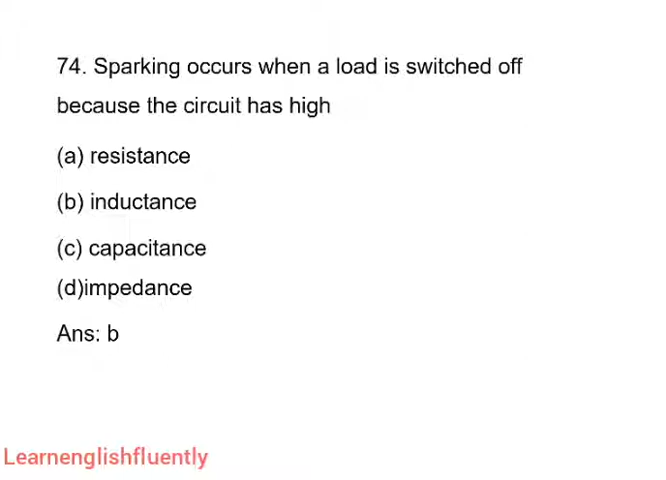 74. Sparking occurs when a load is switched off
because the circuit has high
(a) resistance
(b) inductance
(c) capacitance
(d)impedance
Ans: b
Learnenglishfluently